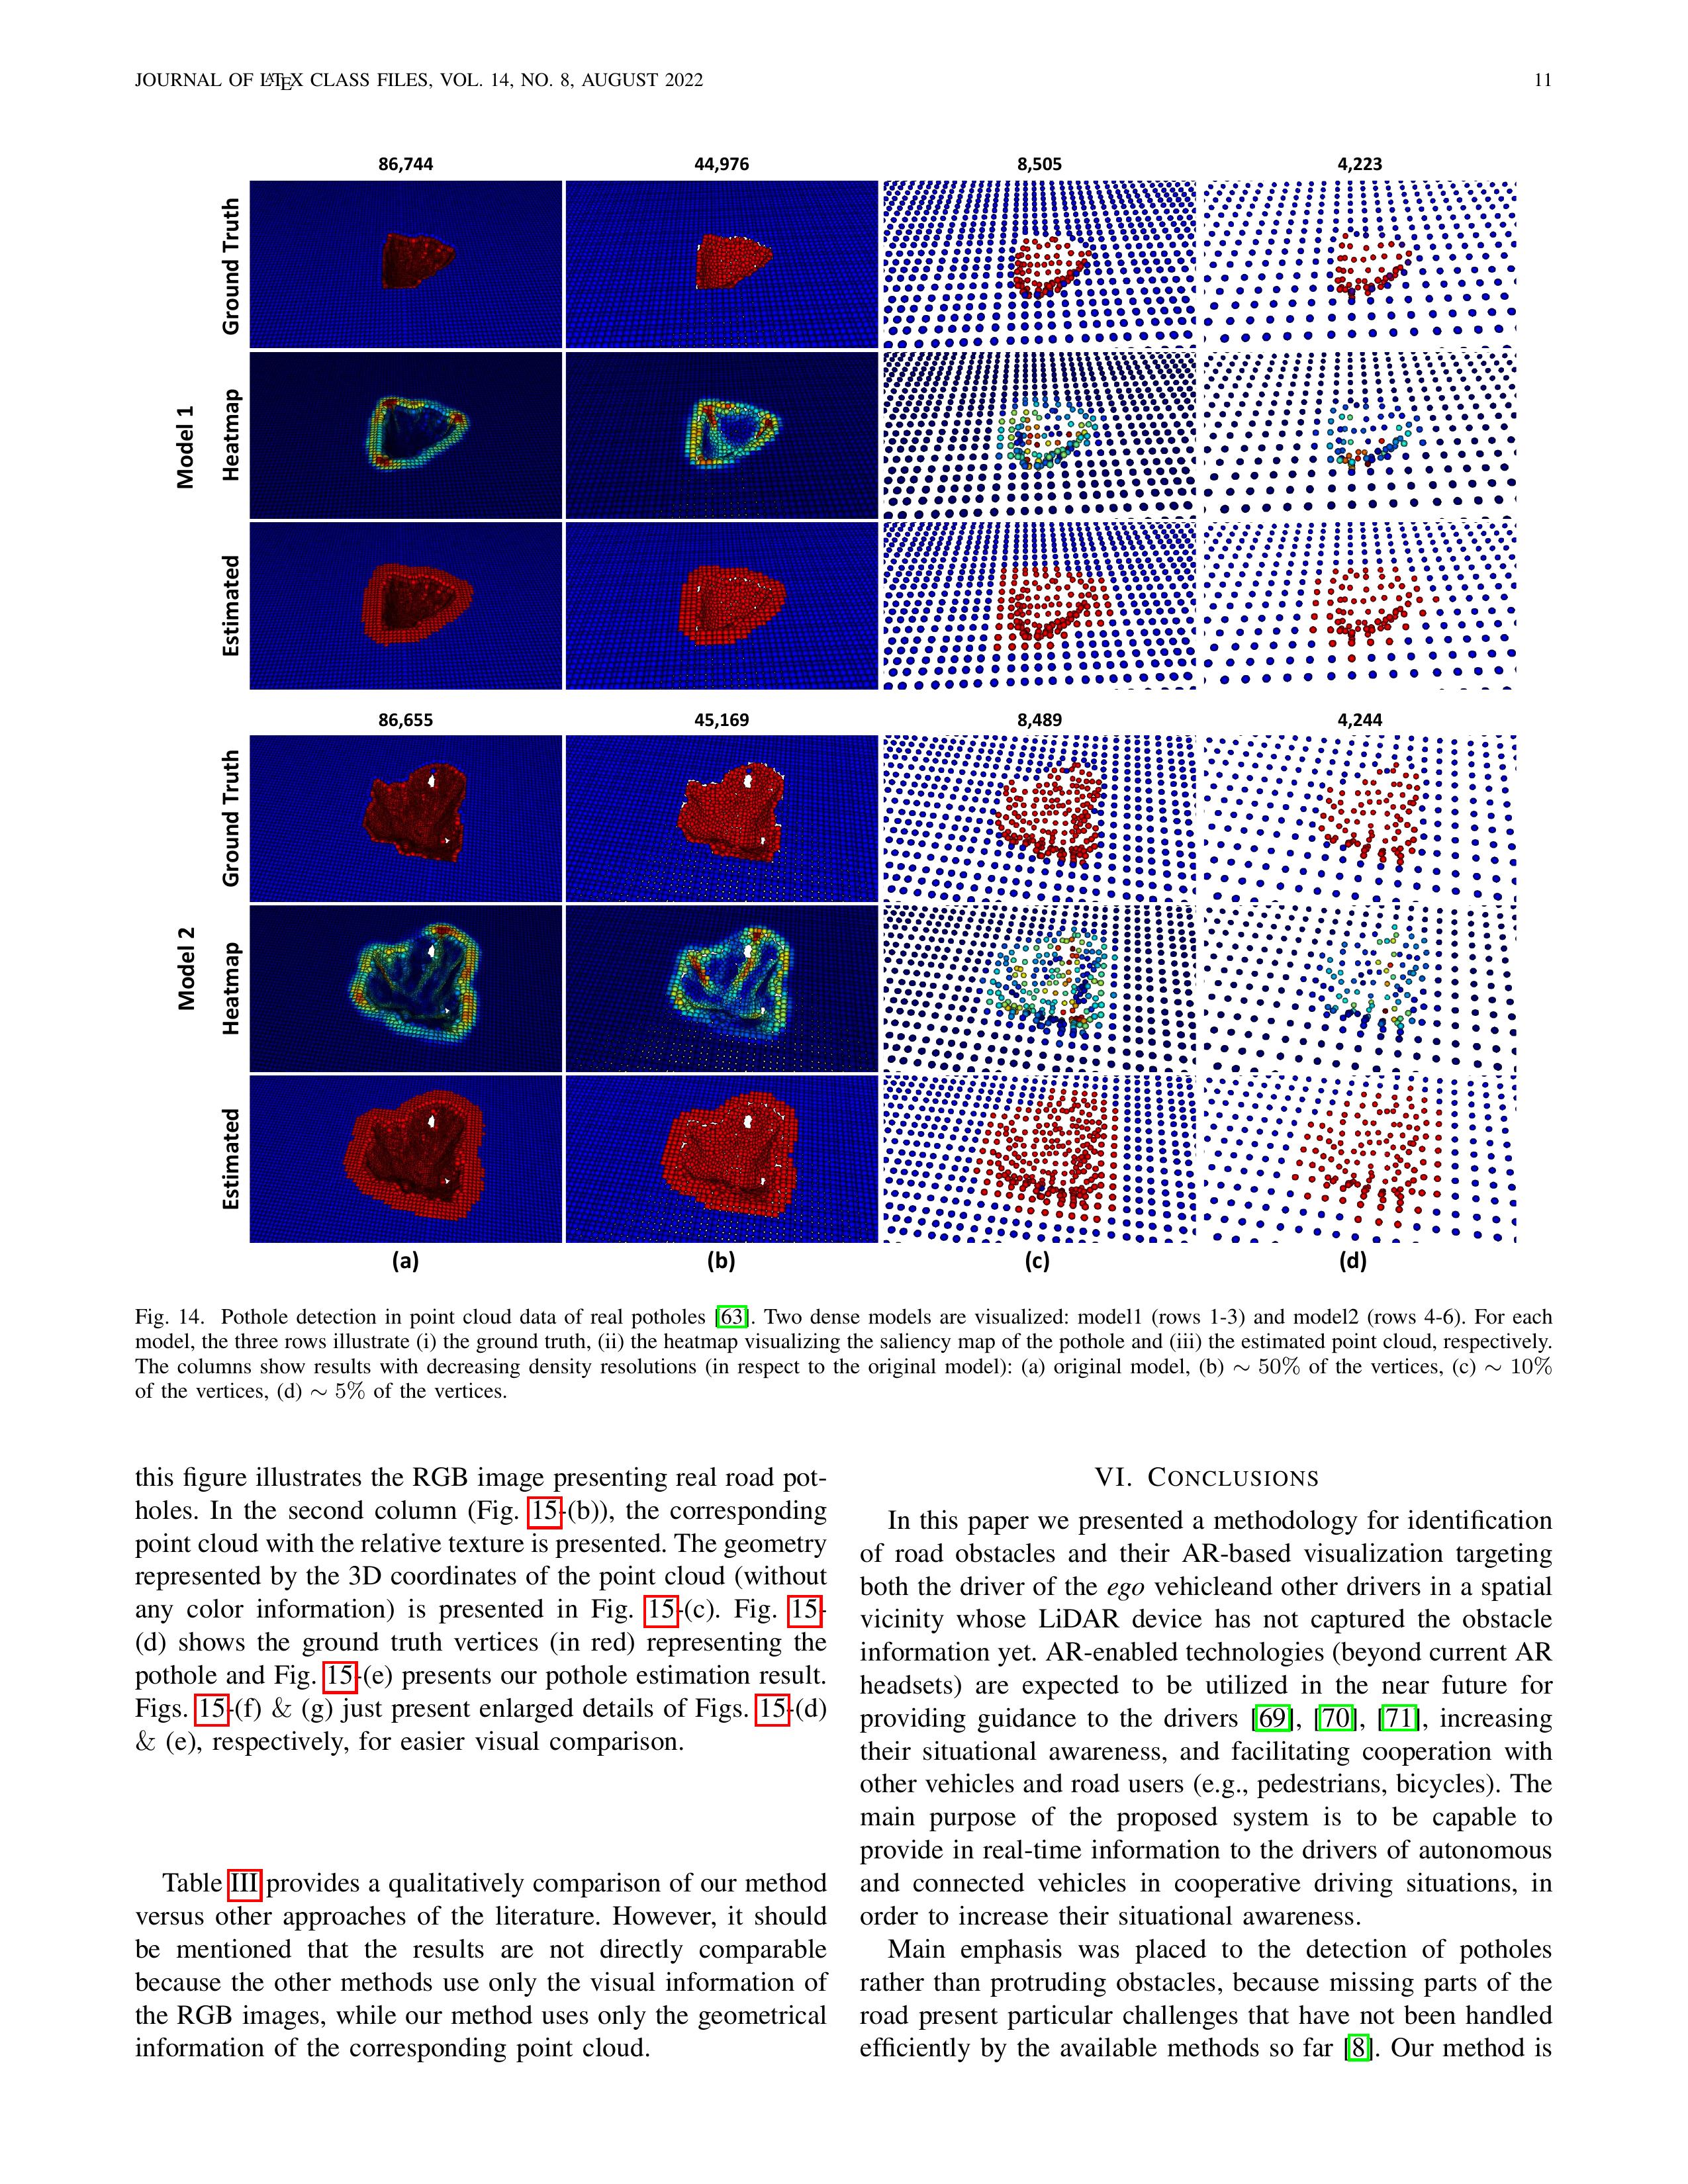 JOURNAL OF LATEX CLASS FILES, VOL. 14, NO. 8, AUGUST 2022 11
86,744 44,976 8,505 4,223
Ground Truth
Model 1
Heatmap
Estimated
86,655 45,169 8,489 4,244
Ground Truth
Model 2
Heatmap
Estimated
(a) (b) (c) (d)
Fig. 14. Pothole detection in point cloud data of real potholes [63]. Two dense models are visualized: model1 (rows 1-3) and model2 (rows 4-6). For each
model, the three rows illustrate (i) the ground truth, (ii) the heatmap visualizing the saliency map of the pothole and (iii) the estimated point cloud, respectively.
The columns show results with decreasing density resolutions (in respect to the original model): (a) original model, (b) ∼ 50% of the vertices, (c) ∼ 10%
of the vertices, (d) ∼ 5% of the vertices.
this figure illustrates the RGB image presenting real road pot-
holes. In the second column (Fig. 15-(b)), the corresponding
point cloud with the relative texture is presented. The geometry
represented by the 3D coordinates of the point cloud (without
any color information) is presented in Fig. 15-(c). Fig. 15-
(d) shows the ground truth vertices (in red) representing the
pothole and Fig. 15-(e) presents our pothole estimation result.
Figs. 15-(f) & (g) just present enlarged details of Figs. 15-(d)
& (e), respectively, for easier visual comparison.
Table III provides a qualitatively comparison of our method
versus other approaches of the literature. However, it should
be mentioned that the results are not directly comparable
because the other methods use only the visual information of
the RGB images, while our method uses only the geometrical
information of the corresponding point cloud.
VI. CONCLUSIONS
In this paper we presented a methodology for identification
of road obstacles and their AR-based visualization targeting
both the driver of the ego vehicleand other drivers in a spatial
vicinity whose LiDAR device has not captured the obstacle
information yet. AR-enabled technologies (beyond current AR
headsets) are expected to be utilized in the near future for
providing guidance to the drivers [69], [70], [71], increasing
their situational awareness, and facilitating cooperation with
other vehicles and road users (e.g., pedestrians, bicycles). The
main purpose of the proposed system is to be capable to
provide in real-time information to the drivers of autonomous
and connected vehicles in cooperative driving situations, in
order to increase their situational awareness.
Main emphasis was placed to the detection of potholes
rather than protruding obstacles, because missing parts of the
road present particular challenges that have not been handled
efficiently by the available methods so far [8]. Our method is